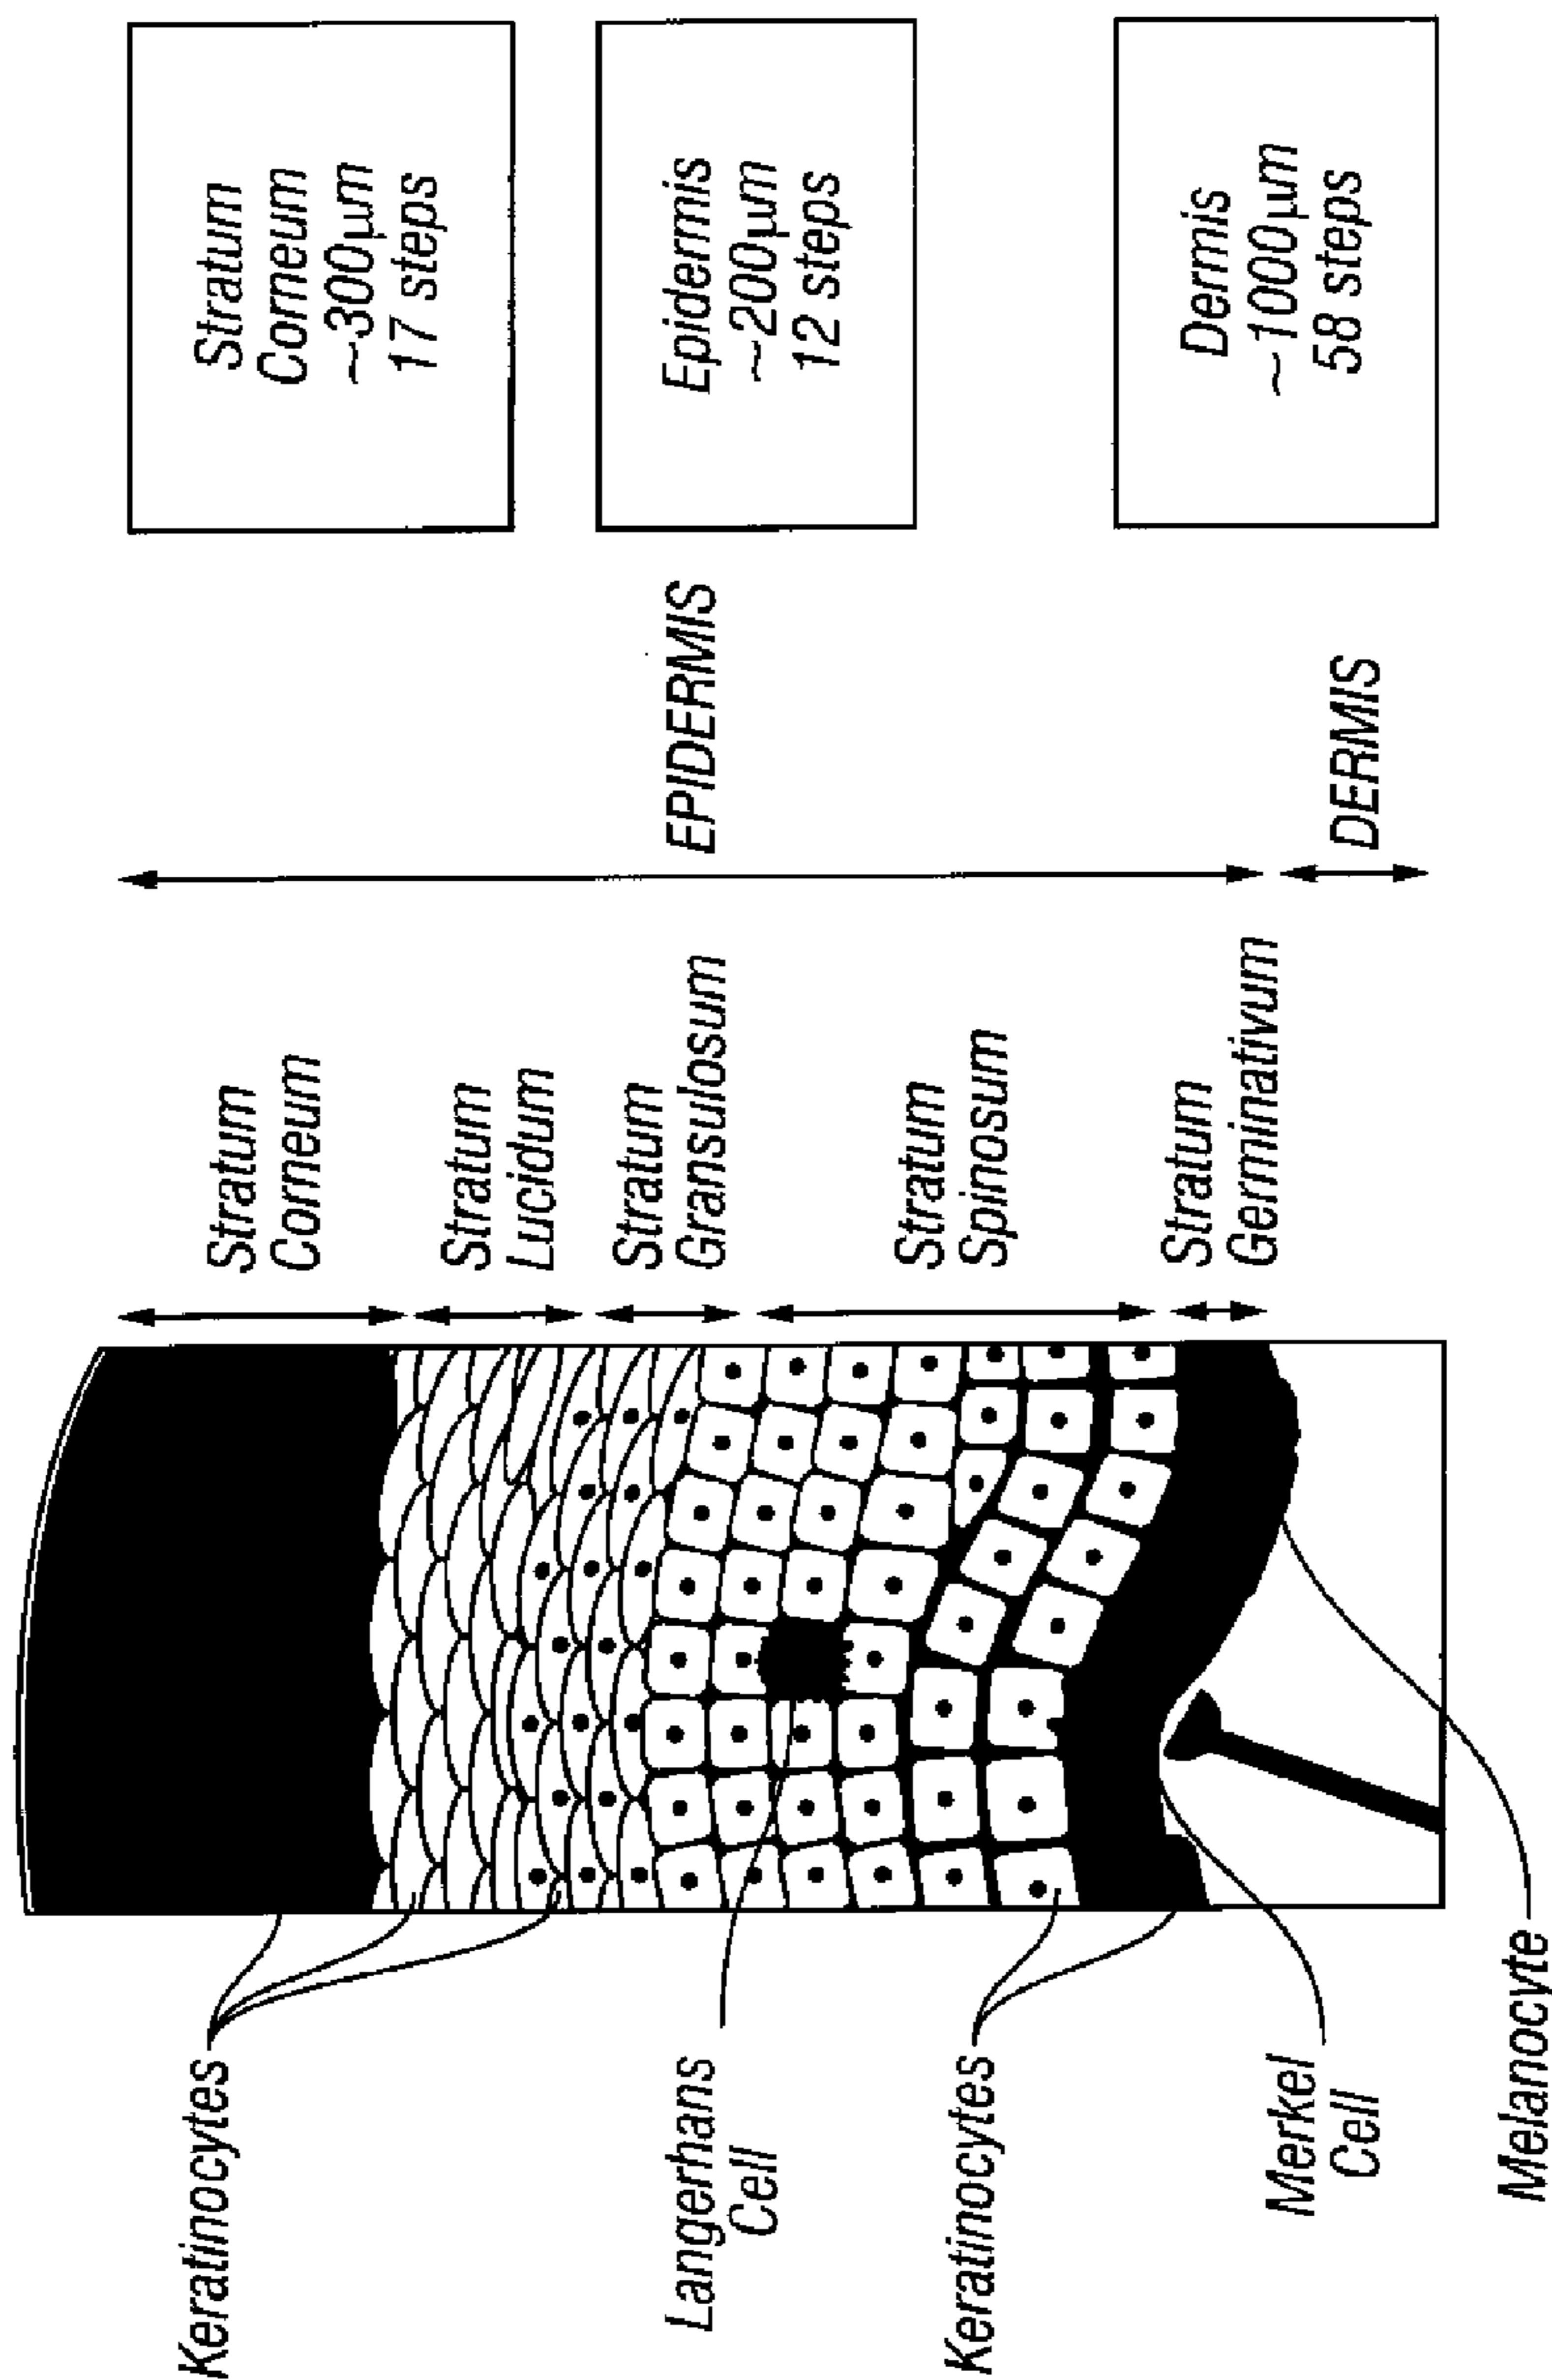 Keratinocytes
Langerhans
Cell
Keratinocytes
Merkel
Cell
Melanocyte
Stratum
Corneum
Stratum
Lucidum
Stratum
Gransulosum
Stratum
Spinosum
Stratum
Germinativum
EPIDERMIS
DERMIS
Stratum
Corneum
~300μm
17 steps
Epidermis
~200μm
12 steps
Dermis
~1000μm
58 steps